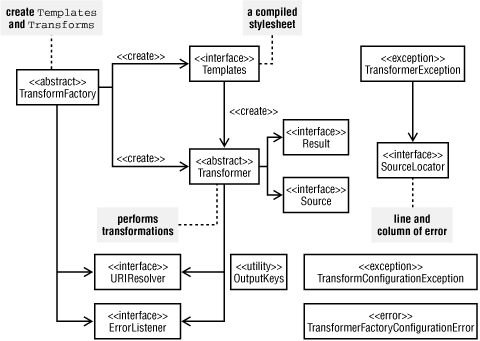 create Templates
and Transforms
a compiled
stylesheet
<<create>>
<<interface>>
Templates
<<exception>>
TransformerException
<<abstract>>
TransformFactory
<<create>>
<<interface>>
Result
<<create>>
<<abstract>>
Transformer
<<interface>>
SourceLocator
<<interface>>
Source
performs
transformations
line and
column of error
<<interface>>
URIResolver
<<utility>>
OutputKeys
<<exception>>
TransformConfigurationException
<<interface>>
ErrorListener
<<error>>
TransformerFactoryConfigurationError